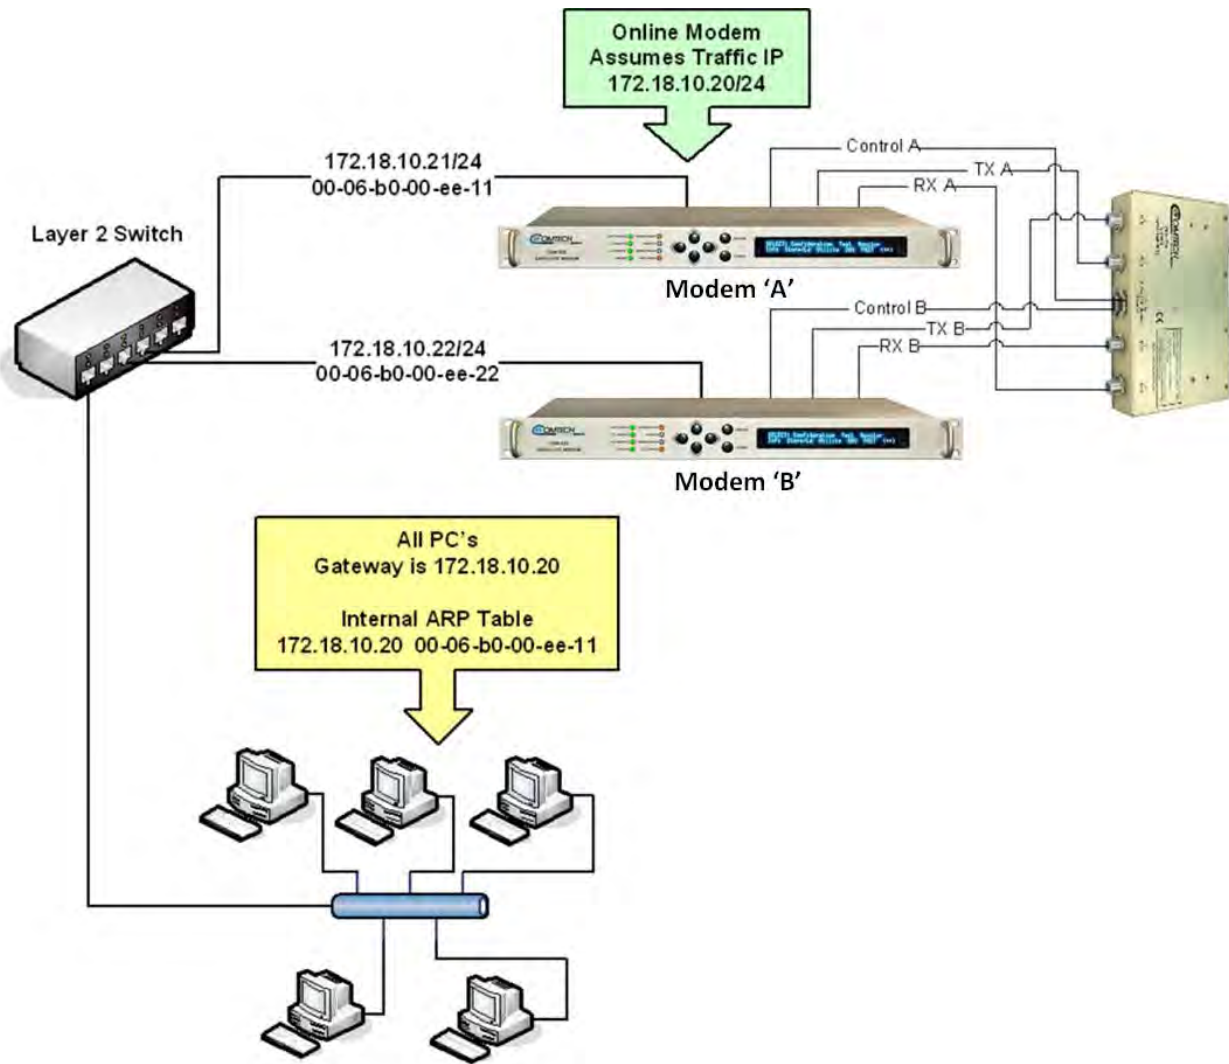 Online Modem
Assumes Traffic IP
172.18.10.20/24
172.18.10.21/24
00-06-b0-00-ee-11
Control A
TX A
RX A
Layer 2 Switch
COMTECH
Modem 'A'
172.18.10.22/24
00-06-b0-00-ee-22
Control B
TX B
RX B
COMTECH
COMTECH
Modem 'B'
All PC's
Gateway is 172.18.10.20
Internal ARP Table
172.18.10.20 00-06-b0-00-ee-11